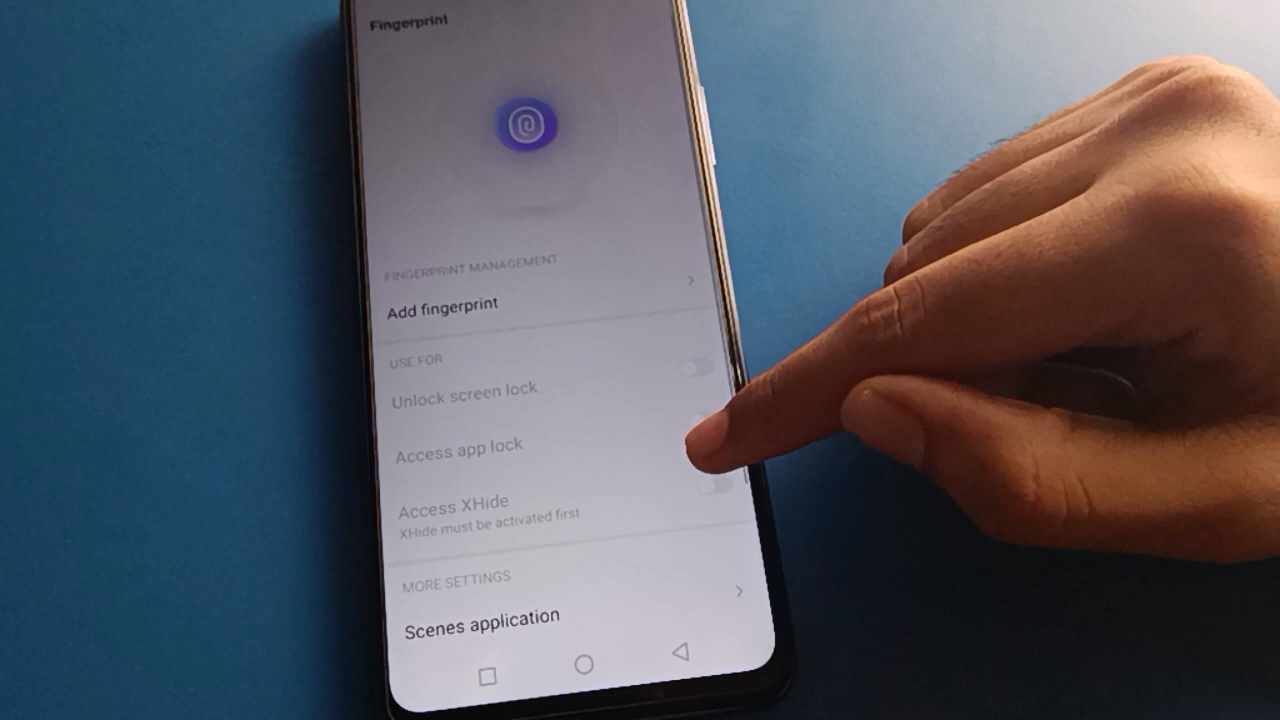 Fingerprint
FINGERPRINT MANAGEMENT
Add fingerprint
USE FOR
Unlock screen lock
Access app lock
Access XHide
XHide must be activated first
MORE SETTINGS
Scenes application